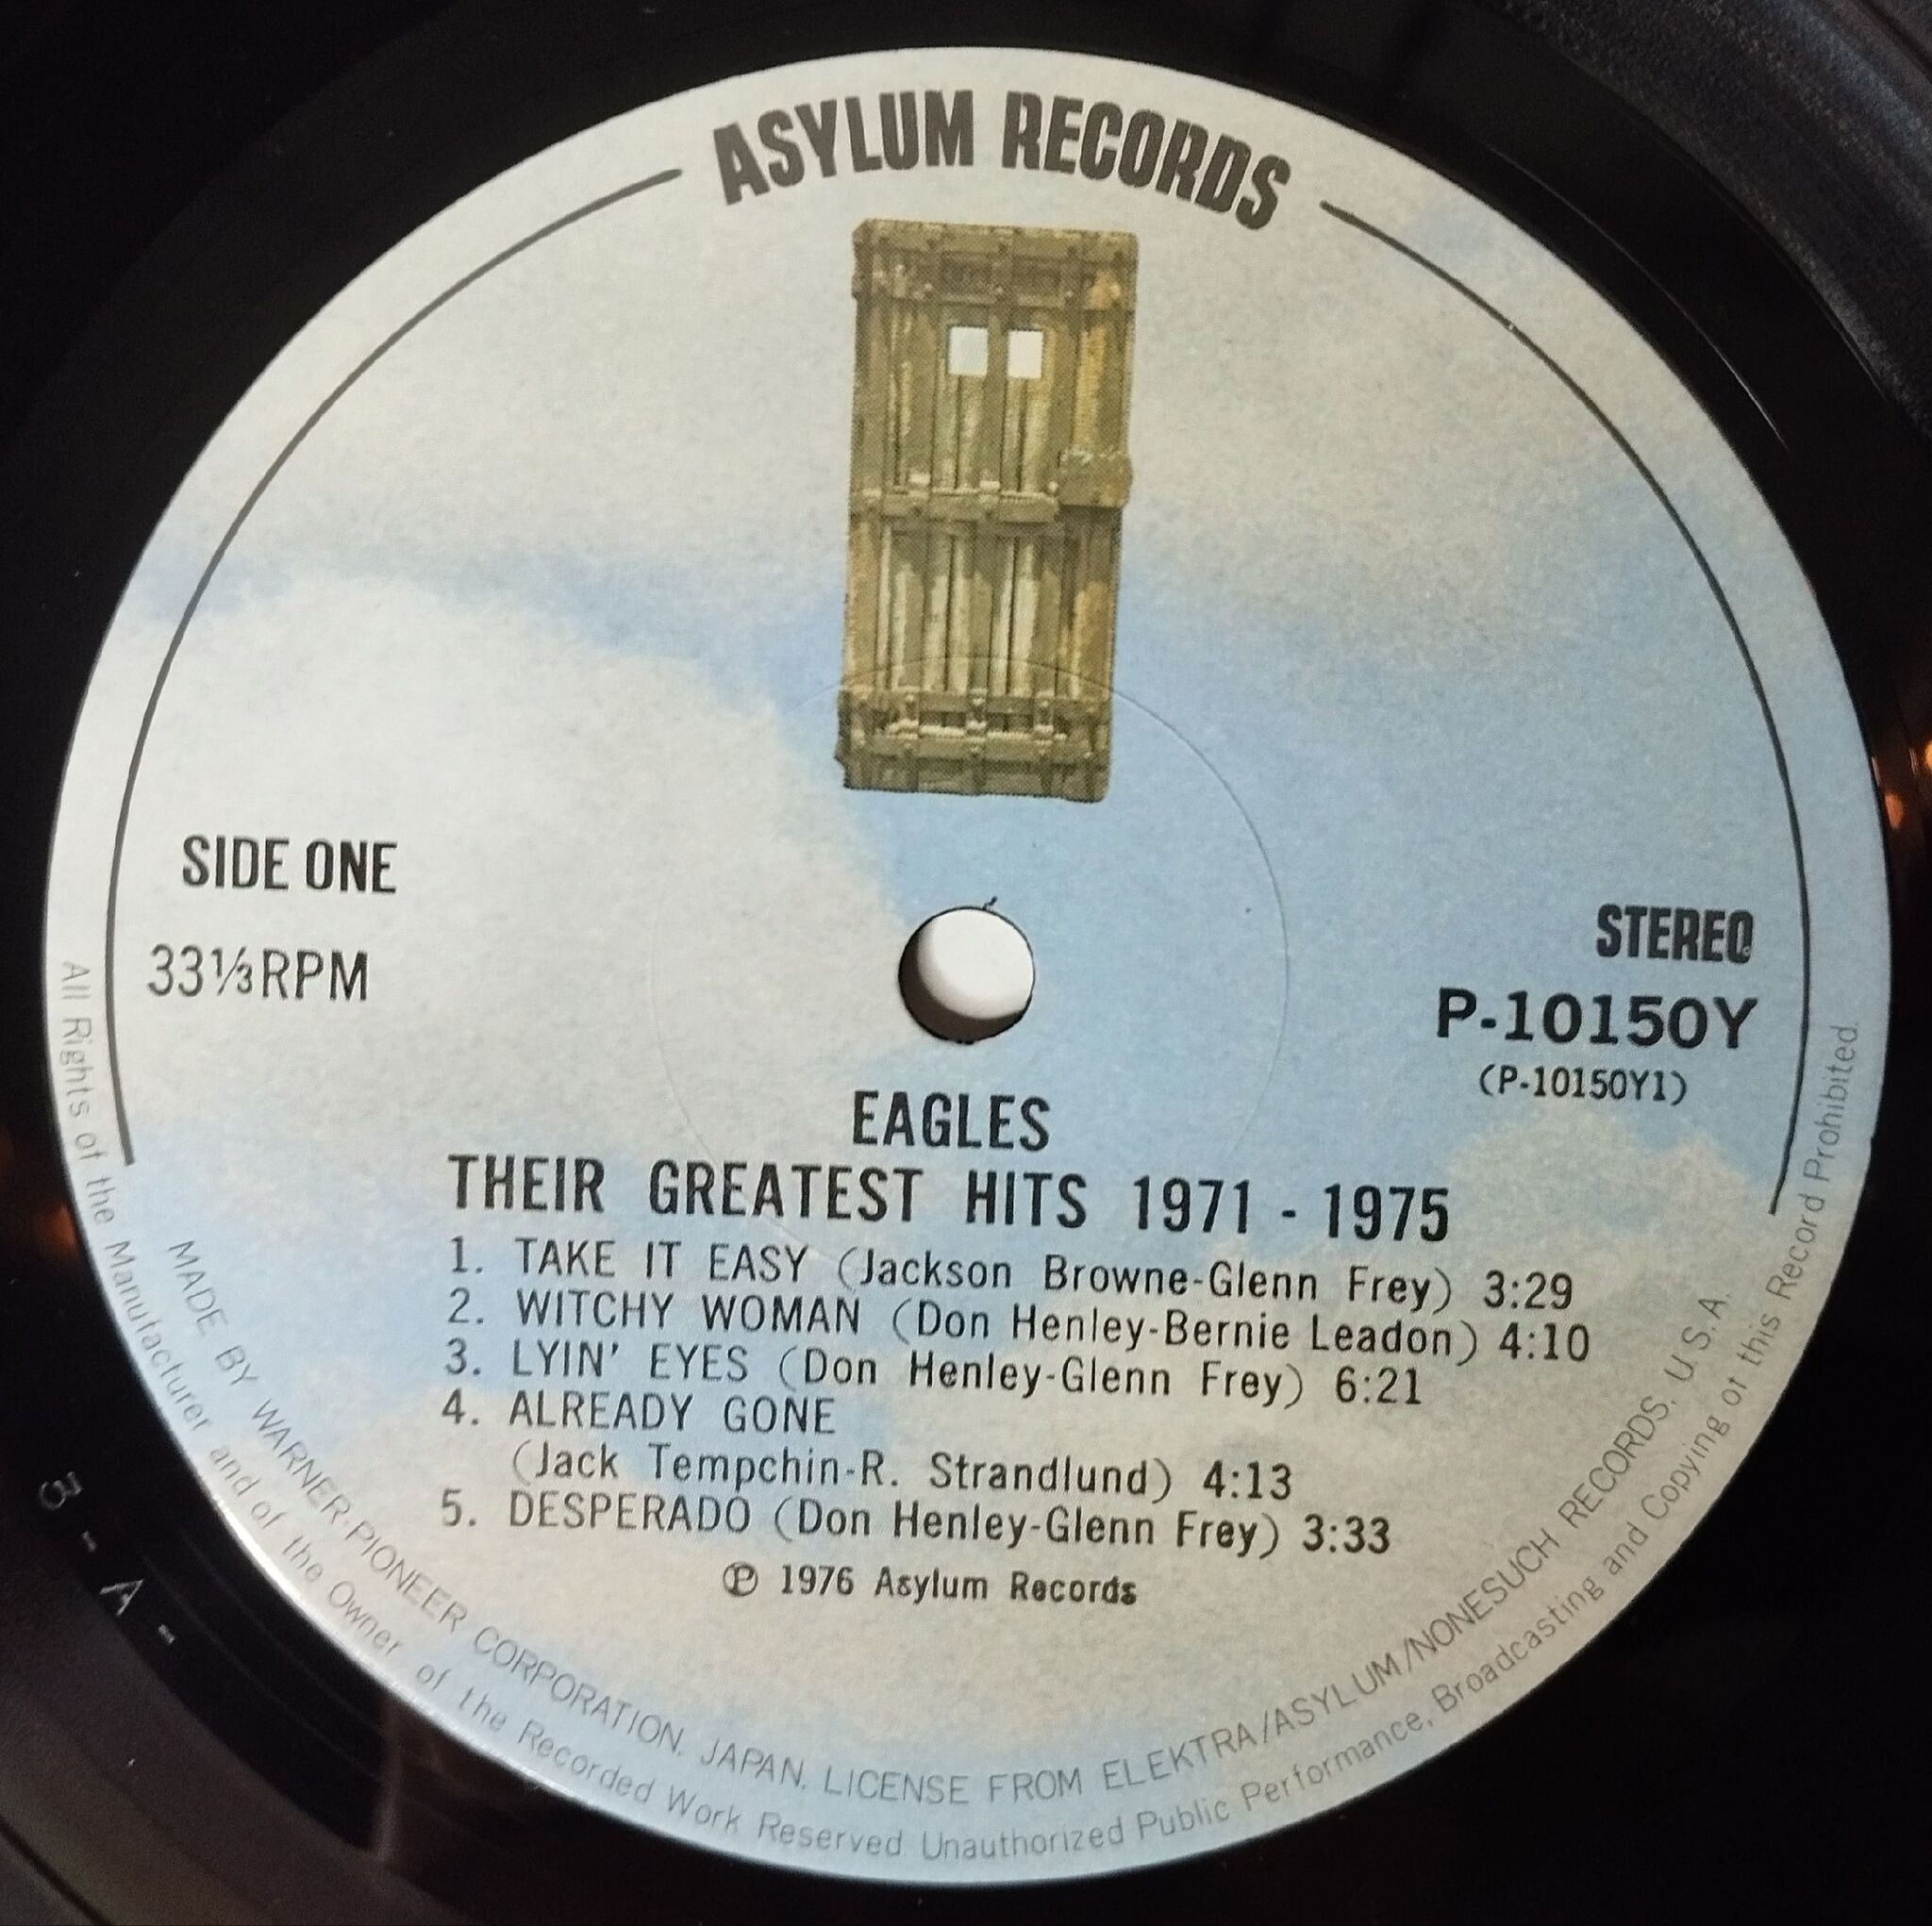 ASYLUM RECORDS
SIDE ONE
33⅓RPM
STEREO
P-10150Y
(P-10150Y1)
EAGLES
THEIR GREATEST HITS 1971 - 1975
1. TAKE IT EASY (Jackson Browne-Glenn Frey) 3:29
2. WITCHY WOMAN (Don Henley-Bernie Leadon) 4:10
3. LYIN' EYES (Don Henley-Glenn Frey) 6:21
4. ALREADY GONE
(Jack Tempchin-R. Strandlund) 4:13
5. DESPERADO (Don Henley-Glenn Frey) 3:33
℗ 1976 Asylum Records
MADE BY WARNER-PIONEER CORPORATION. JAPAN. LICENSE FROM ELEKTRA/ASYLUM/NONESUCH RECORDS, U.S.A.
All Rights of the Manufacturer and of the Owner of the Recorded Work Reserved Unauthorized Public Performance, Broadcasting and Copying of this Record Prohibited.
3-A-